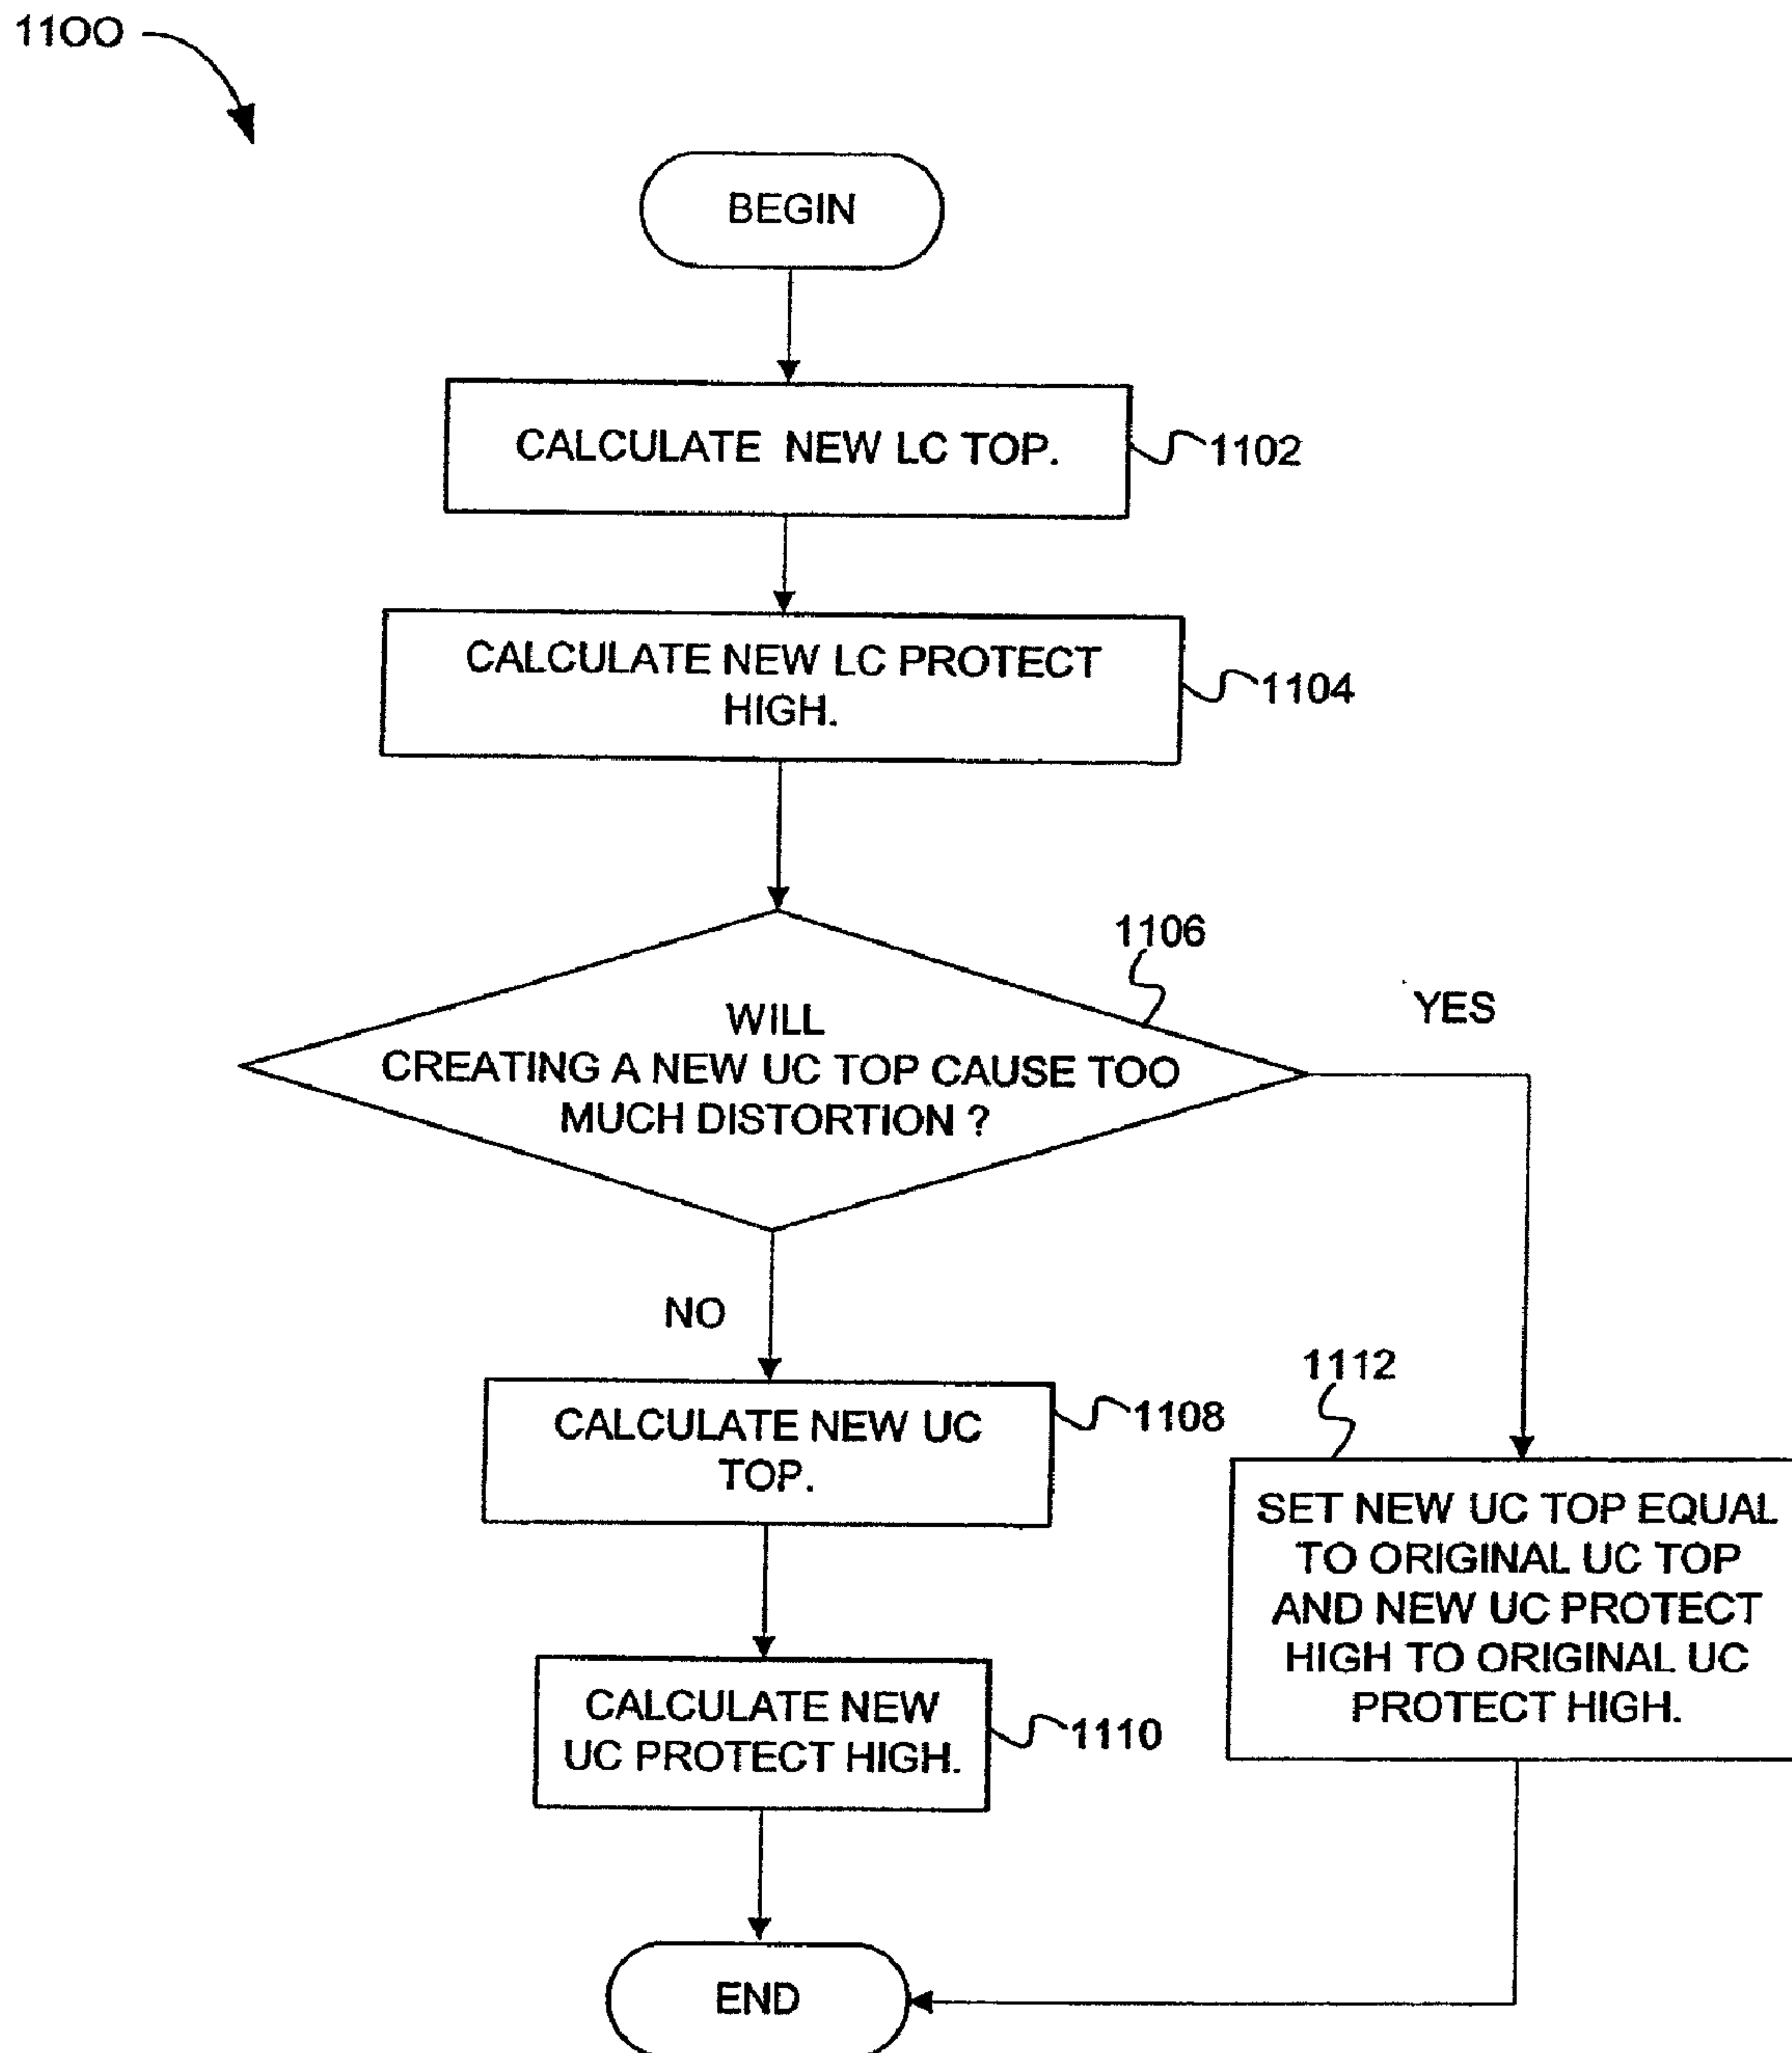 1100
BEGIN
CALCULATE NEW LC TOP.
1102
CALCULATE NEW LC PROTECT
HIGH.
1104
1106
WILL
CREATING A NEW UC TOP CAUSE TOO
MUCH DISTORTION ?
YES
NO
CALCULATE NEW UC
TOP.
1108
1112
SET NEW UC TOP EQUAL
TO ORIGINAL UC TOP
AND NEW UC PROTECT
HIGH TO ORIGINAL UC
PROTECT HIGH.
CALCULATE NEW
UC PROTECT HIGH.
1110
END